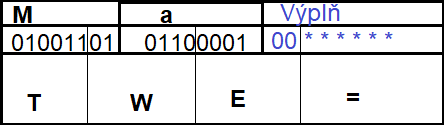 M a Výplň
01001101 01100001 00 * * * * * *
T W E =